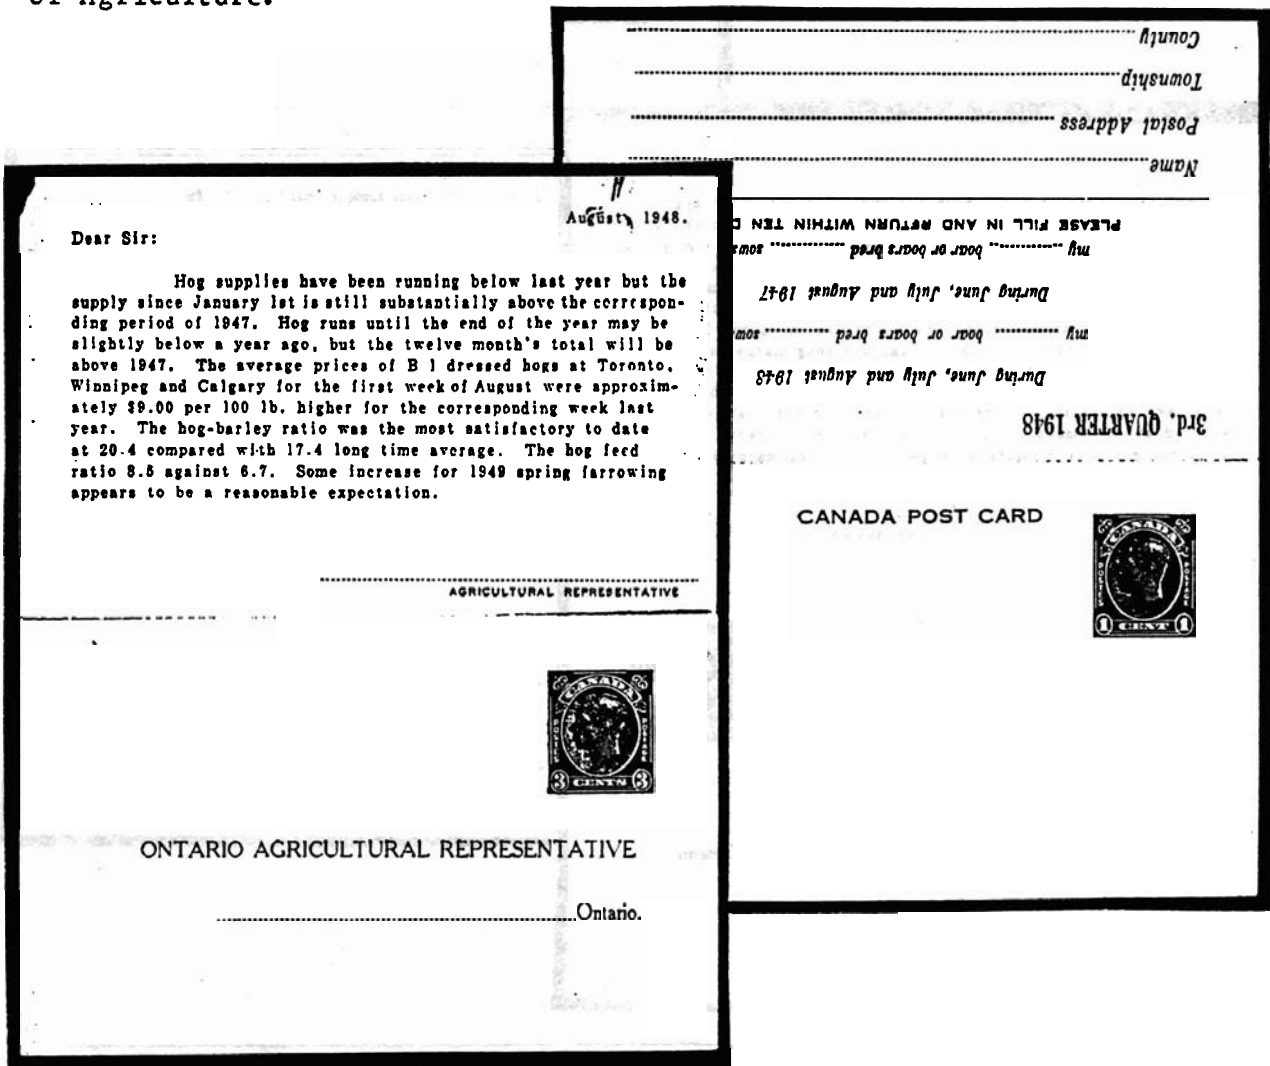 of Agriculture.
August, 1948.
Dear Sir:
Hog supplies have been running below last year but the
supply since January 1st is still substantially above the correspon-
ding period of 1947. Hog runs until the end of the year may be
slightly below a year ago, but the twelve month's total will be
above 1947. The average prices of B 1 dressed hogs at Toronto,
Winnipeg and Calgary for the first week of August were approxim-
ately $9.00 per 100 lb. higher for the corresponding week last
year. The hog-barley ratio was the most satisfactory to date
at 20.4 compared with 17.4 long time average. The hog feed
ratio 8.5 against 6.7. Some increase for 1949 spring farrowing
appears to be a reasonable expectation.
AGRICULTURAL REPRESENTATIVE
CANADA
POSTES POSTAGE
3 CENTS 3
ONTARIO AGRICULTURAL REPRESENTATIVE
Ontario.
3rd. QUARTER 1948
During June, July and August 1948
my ............ boar or boars bred ............ sows
During June, July and August 1947
my ............ boar or boars bred ............ sows
PLEASE FILL IN AND RETURN WITHIN TEN D
Name
Postal Address
Township
County
CANADA POST CARD
CANADA
POSTES POSTAGE
1 CENT 1